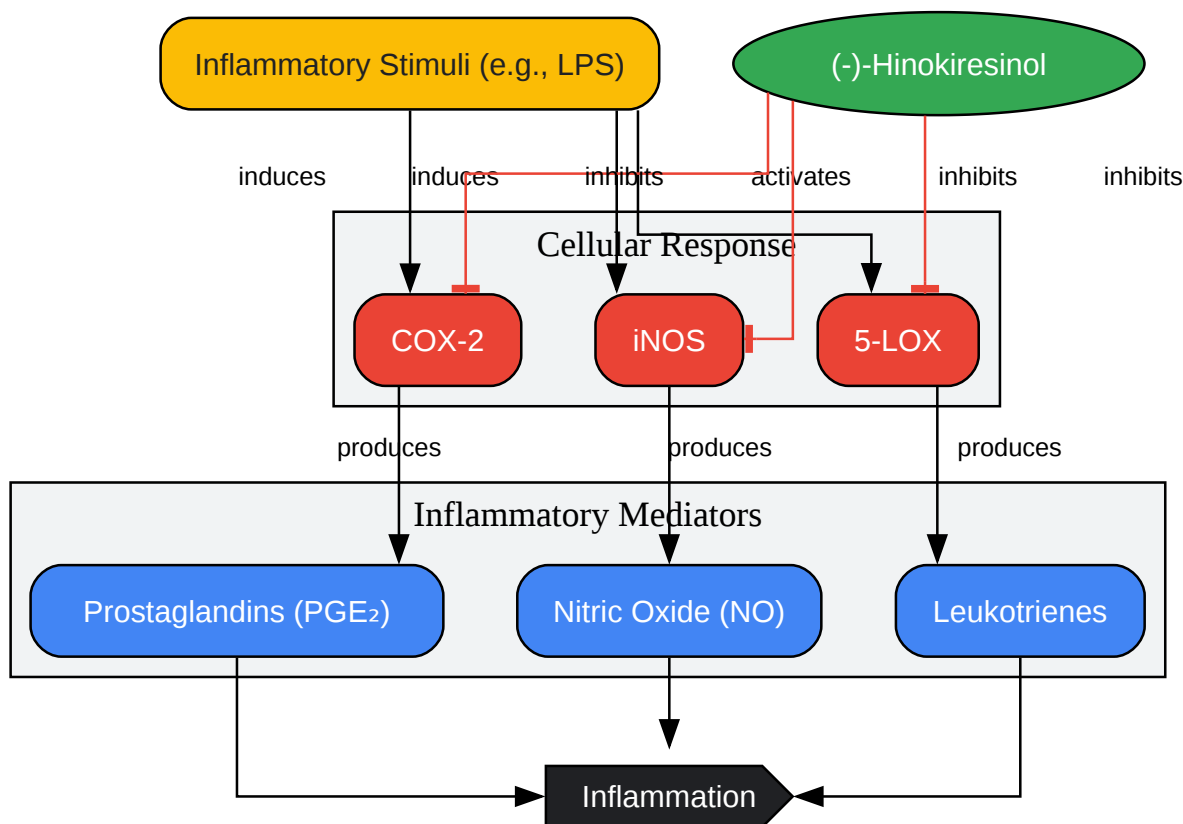 Inflammatory Stimuli (e.g., LPS)
(-)-Hinokiresinol
induces
induces
inhibits
activates
inhibits
inhibits
Cellular Response
COX-2
iNOS
5-LOX
produces
produces
produces
Inflammatory Mediators
Prostaglandins (PGE₂)
Nitric Oxide (NO)
Leukotrienes
Inflammation